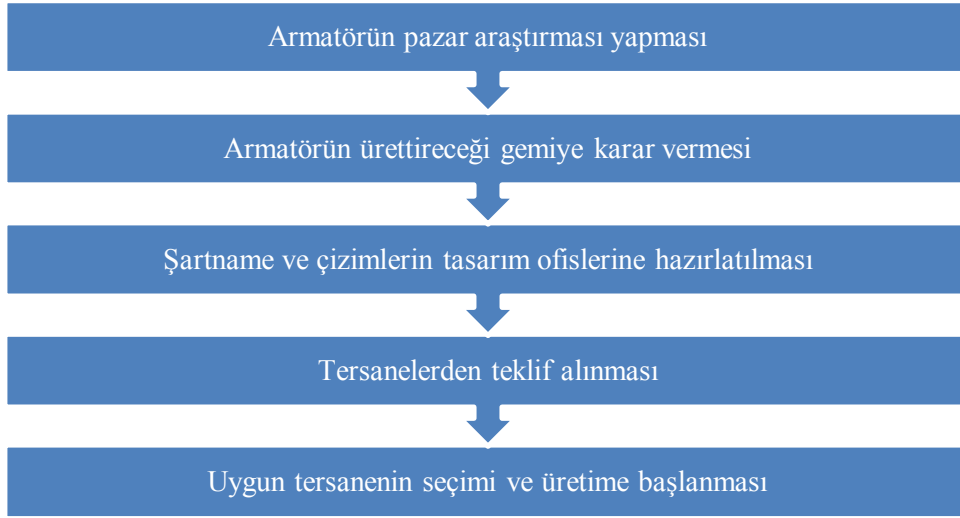 Armatörün pazar araştırması yapması
Armatörün ürettireceği gemiye karar vermesi
Şartname ve çizimlerin tasarım ofislerine hazırlatılması
Tersanelerden teklif alınması
Uygun tersanenin seçimi ve üretime başlanması